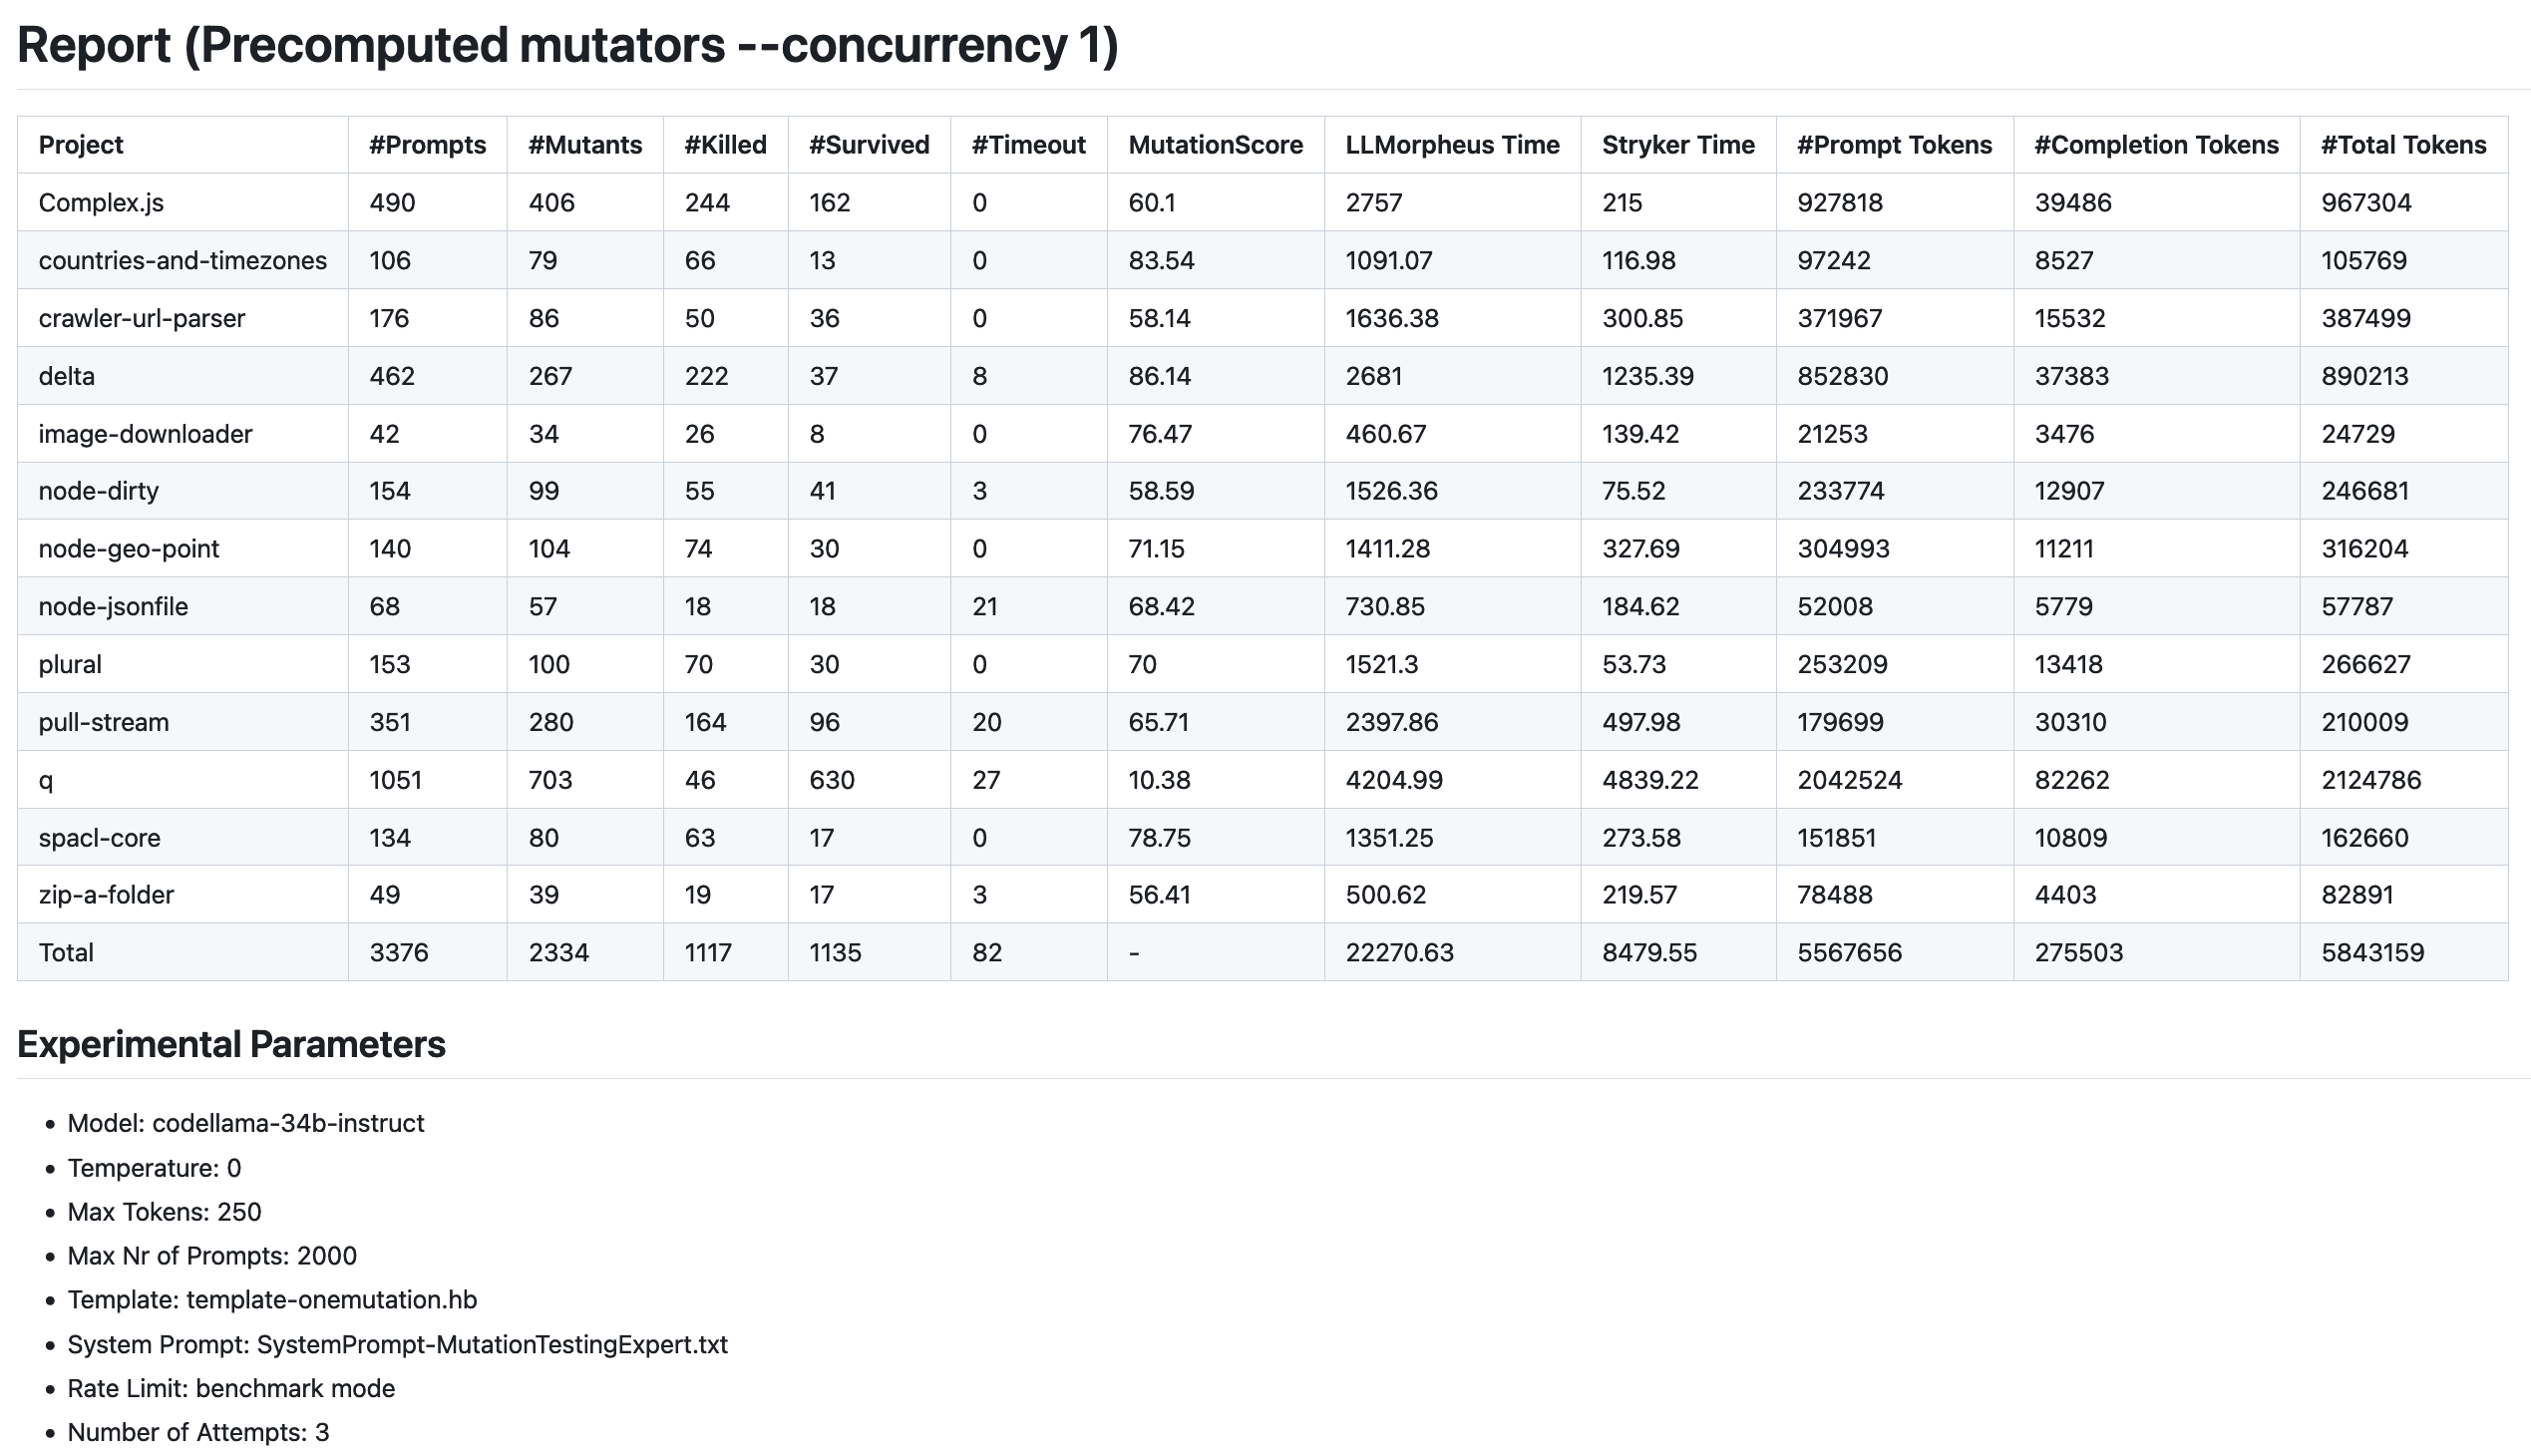 Report (Precomputed mutators --concurrency 1)
Project #Prompts #Mutants #Killed #Survived #Timeout MutationScore LLMorpheus Time Stryker Time #Prompt Tokens #Completion Tokens #Total Tokens
Complex.js 490 406 244 162 0 60.1 2757 215 927818 39486 967304
countries-and-timezones 106 79 66 13 0 83.54 1091.07 116.98 97242 8527 105769
crawler-url-parser 176 86 50 36 0 58.14 1636.38 300.85 371967 15532 387499
delta 462 267 222 37 8 86.14 2681 1235.39 852830 37383 890213
image-downloader 42 34 26 8 0 76.47 460.67 139.42 21253 3476 24729
node-dirty 154 99 55 41 3 58.59 1526.36 75.52 233774 12907 246681
node-geo-point 140 104 74 30 0 71.15 1411.28 327.69 304993 11211 316204
node-jsonfile 68 57 18 18 21 68.42 730.85 184.62 52008 5779 57787
plural 153 100 70 30 0 70 1521.3 53.73 253209 13418 266627
pull-stream 351 280 164 96 20 65.71 2397.86 497.98 179699 30310 210009
q 1051 703 46 630 27 10.38 4204.99 4839.22 2042524 82262 2124786
spacl-core 134 80 63 17 0 78.75 1351.25 273.58 151851 10809 162660
zip-a-folder 49 39 19 17 3 56.41 500.62 219.57 78488 4403 82891
Total 3376 2334 1117 1135 82 - 22270.63 8479.55 5567656 275503 5843159
Experimental Parameters
• Model: codellama-34b-instruct
• Temperature: 0
• Max Tokens: 250
• Max Nr of Prompts: 2000
• Template: template-onemutation.hb
• System Prompt: SystemPrompt-MutationTestingExpert.txt
• Rate Limit: benchmark mode
• Number of Attempts: 3